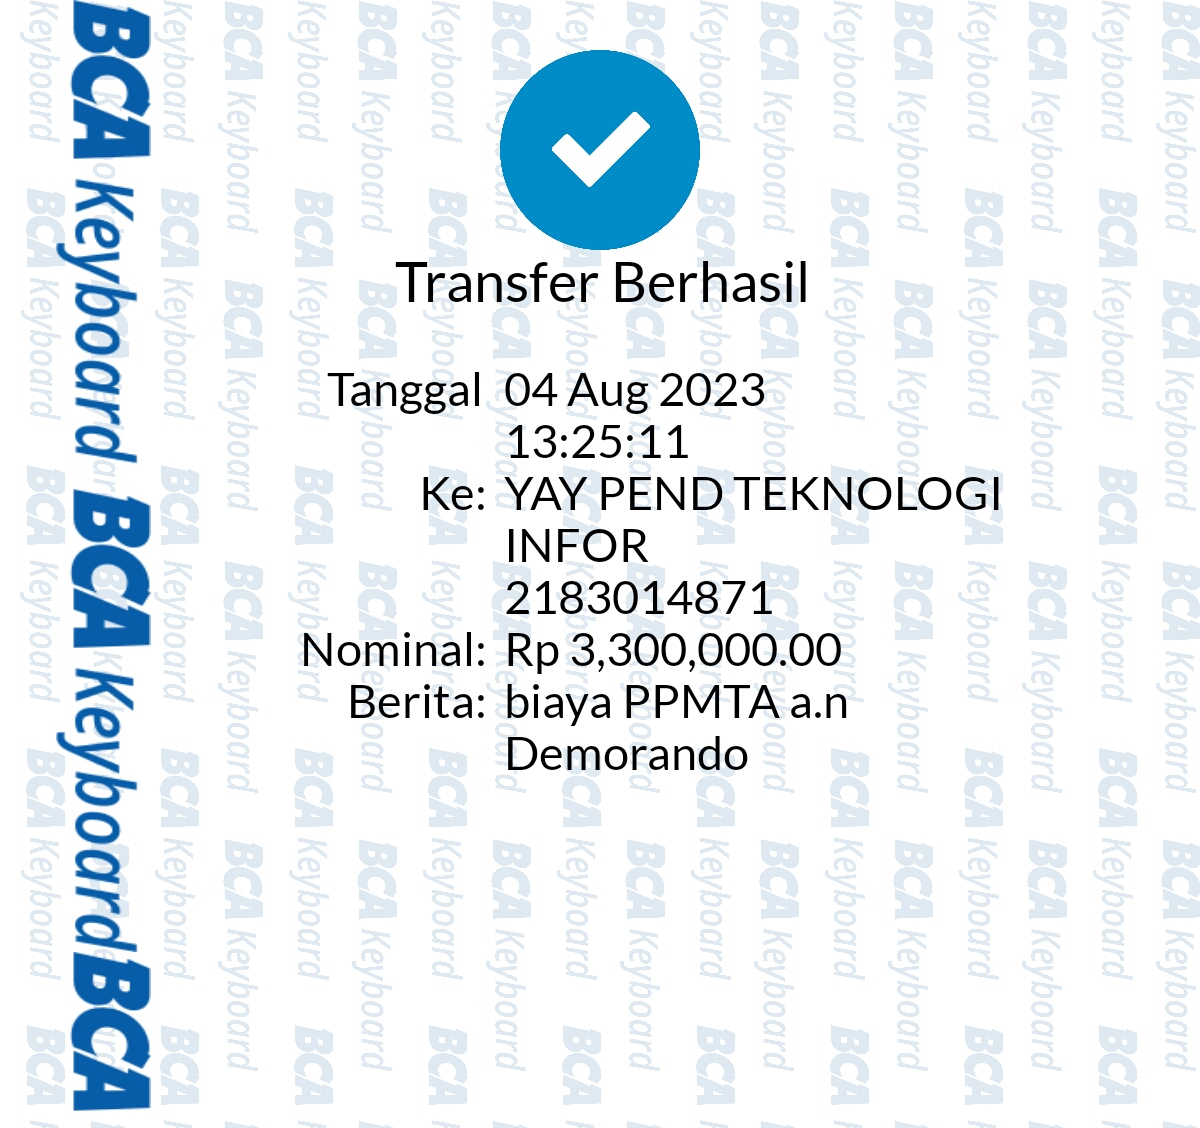 BCA Keyboard BCA Keyboard BCA
Transfer Berhasil
Tanggal 04 Aug 2023
13:25:11
Ke: YAY PEND TEKNOLOGI
INFOR
2183014871
Nominal: Rp 3,300,000.00
Berita: biaya PPMTA a.n
Demorando